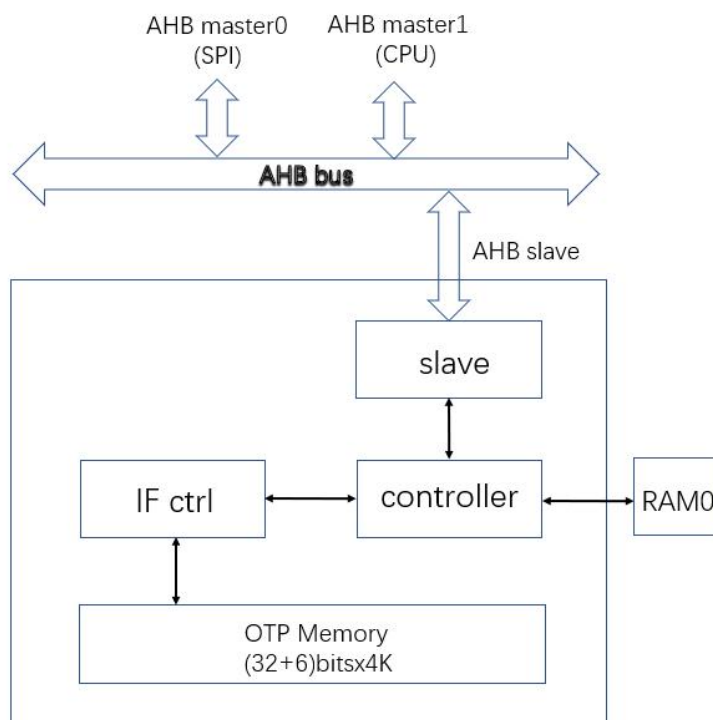 AHB master0
(SPI)
AHB master1
(CPU)
AHB bus
AHB slave
slave
IF ctrl
controller
RAM0
OTP Memory
(32+6)bitsx4K